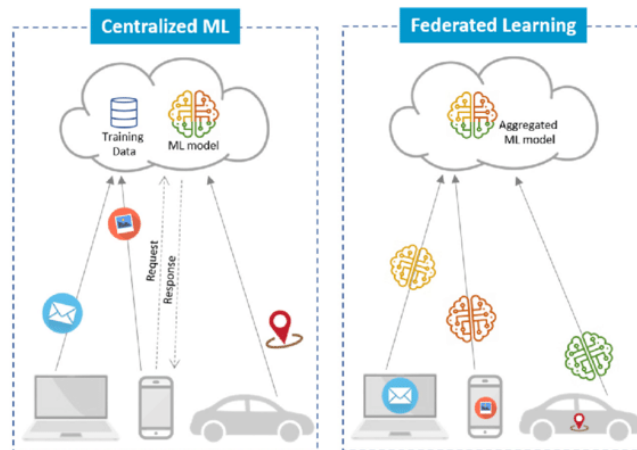 Centralized ML
Training
Data
ML model
Request
Response
Federated Learning
Aggregated
ML model